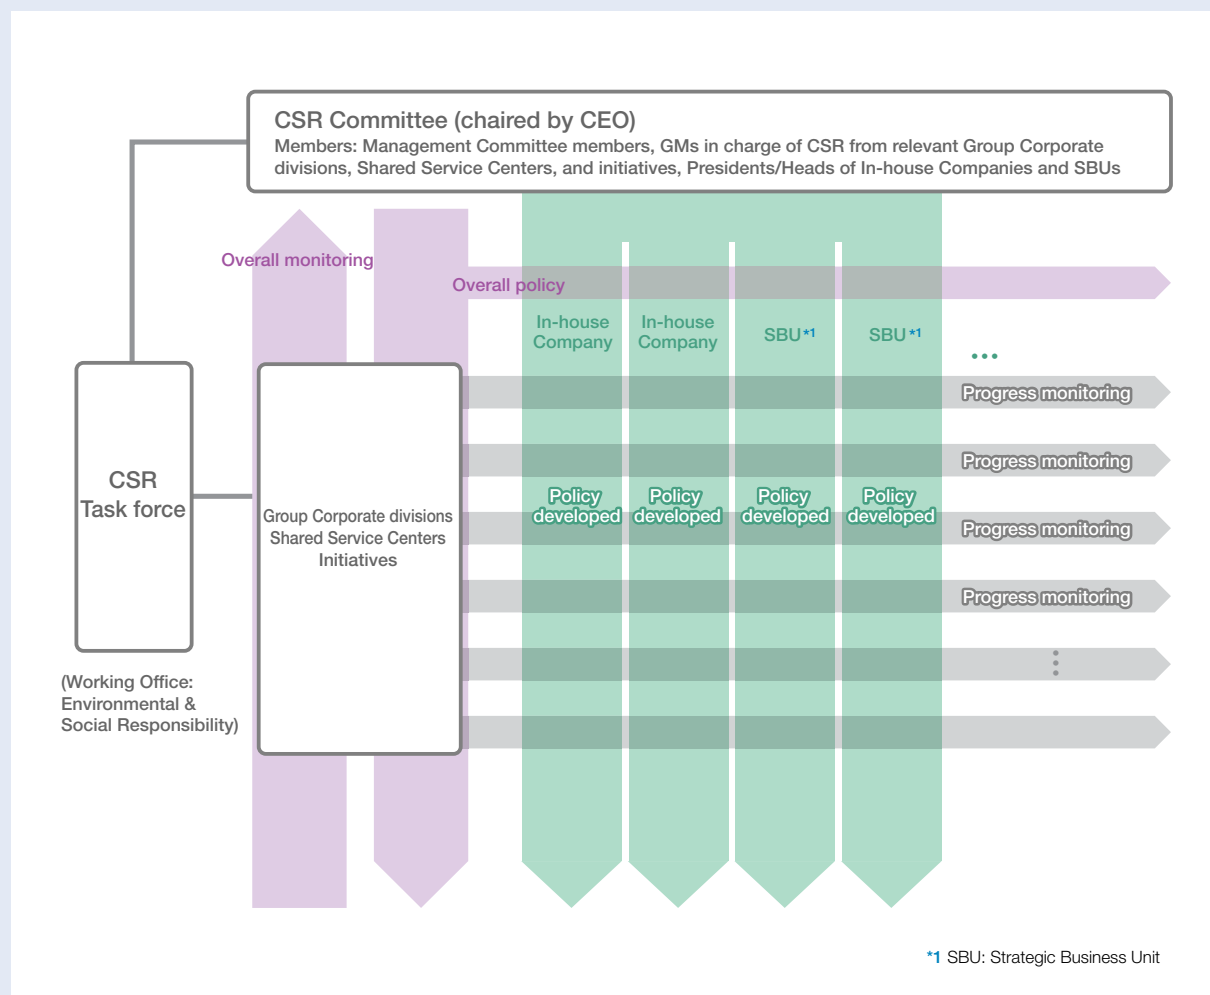 CSR Committee (chaired by CEO)
Members: Management Committee members, GMs in charge of CSR from relevant Group Corporate
divisions, Shared Service Centers, and initiatives, Presidents/Heads of In-house Companies and SBUs
Overall monitoring
Overall policy
In-house
Company
In-house
Company
SBU*1
SBU*1
...
Progress monitoring
Progress monitoring
Progress monitoring
Progress monitoring
Policy
developed
Policy
developed
Policy
developed
Policy
developed
CSR
Task force
Group Corporate divisions
Shared Service Centers
Initiatives
(Working Office:
Environmental &
Social Responsibility)
*1 SBU: Strategic Business Unit